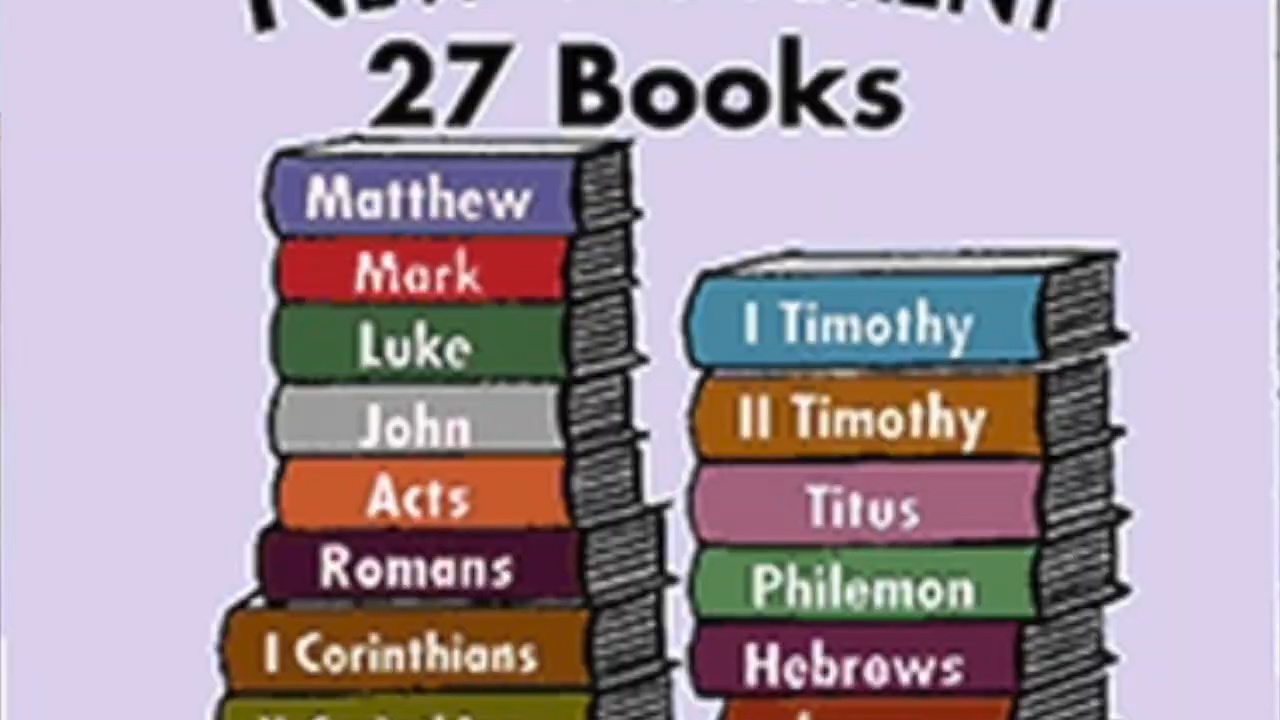 27 Books
Matthew
Mark
Luke
John
Acts
Romans
I Corinthians
I Timothy
II Timothy
Titus
Philemon
Hebrews